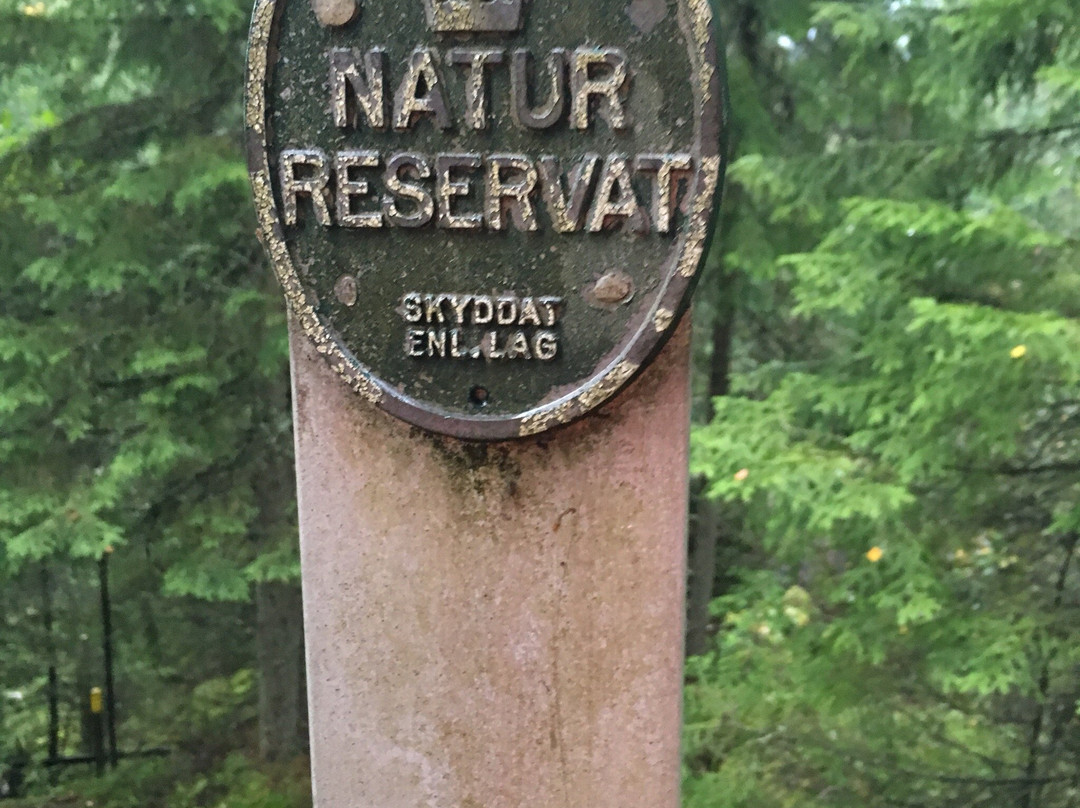 NATUR
RESERVAT
SKYDDAT
ENL. LAG